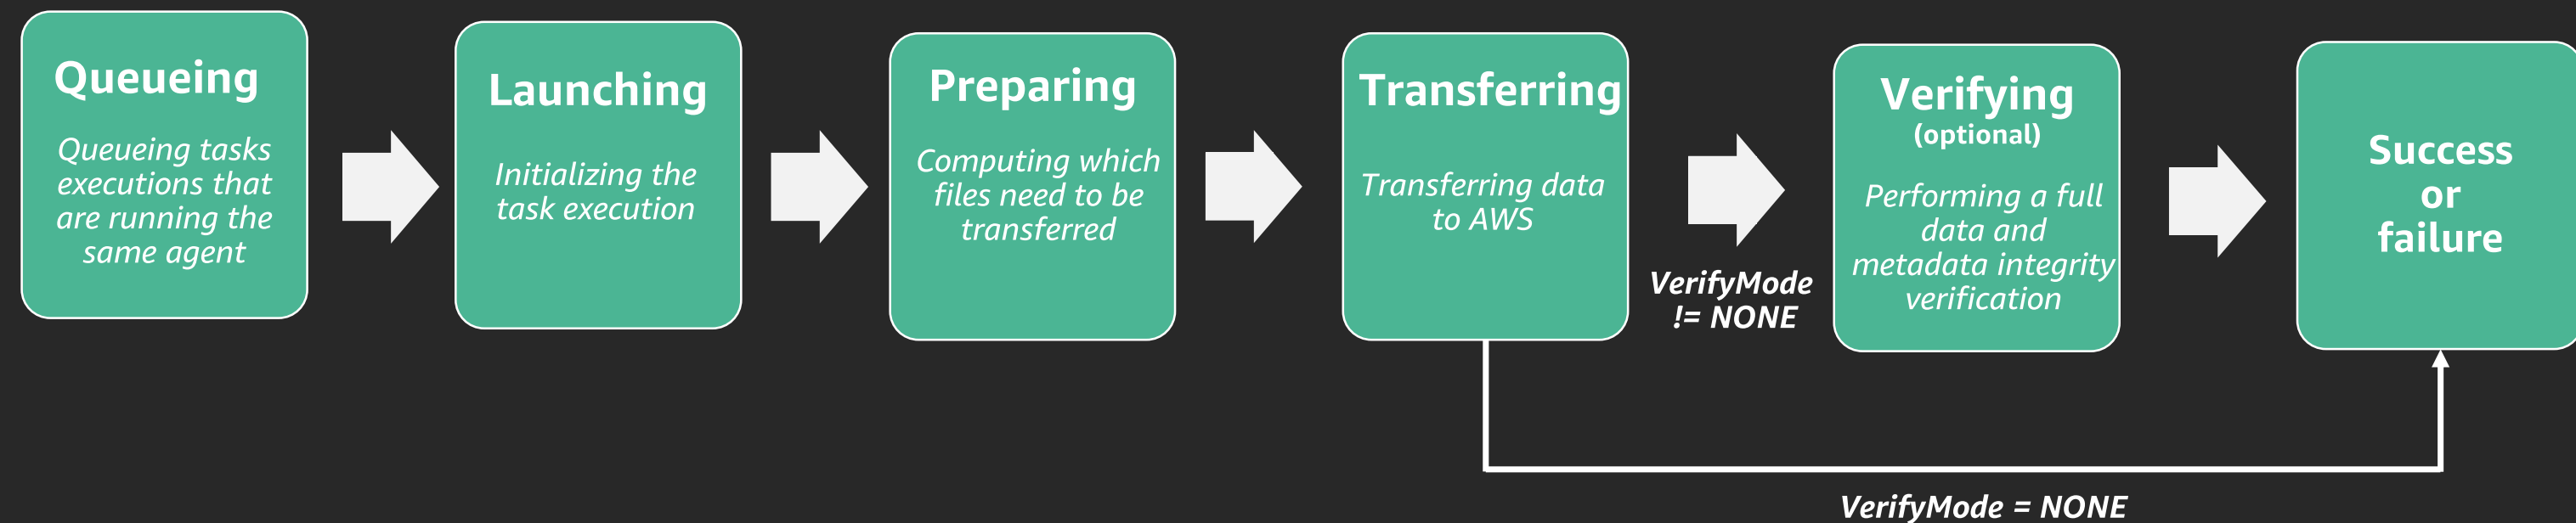 Queueing
Queueing tasks
executions that
are running the
same agent
Launching
Initializing the
task execution
Preparing
Computing which
files need to be
transferred
Transferring
Transferring data
to AWS
VerifyMode
!= NONE
Verifying
(optional)
Performing a full
data and
metadata integrity
verification
Success
or
failure
VerifyMode = NONE